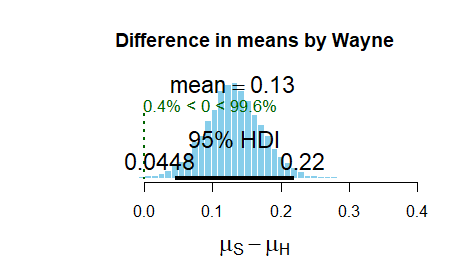 Difference in means by Wayne
mean = 0.13
0.4% < 0 < 99.6%
95% HDI
0.0448 0.22
0.0 0.1 0.2 0.3 0.4
μS − μH